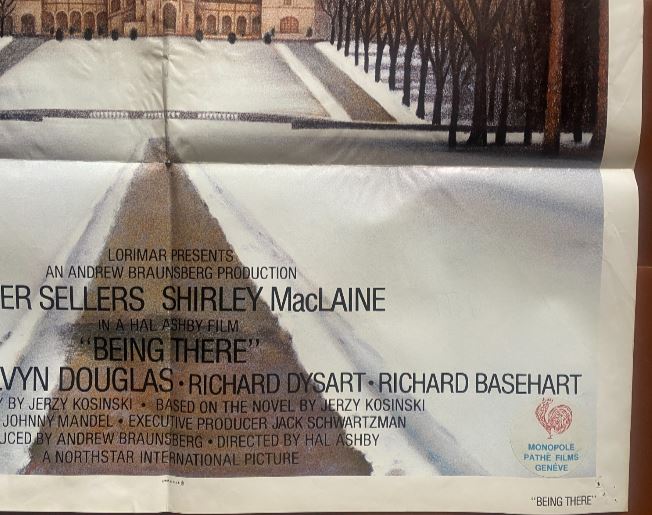 LORIMAR PRESENTS
AN ANDREW BRAUNSBERG PRODUCTION
ER SELLERS SHIRLEY MacLAINE
IN A HAL ASHBY FILM
"BEING THERE"
VYN DOUGLAS • RICHARD DYSART • RICHARD BASEHART
BY JERZY KOSINSKI • BASED ON THE NOVEL BY JERZY KOSINSKI
JOHNNY MANDEL • EXECUTIVE PRODUCER JACK SCHWARTZMAN
UCED BY ANDREW BRAUNSBERG • DIRECTED BY HAL ASHBY
A NORTHSTAR INTERNATIONAL PICTURE
MONOPOLE
PATHÉ FILMS
GENÈVE
"BEING THERE"